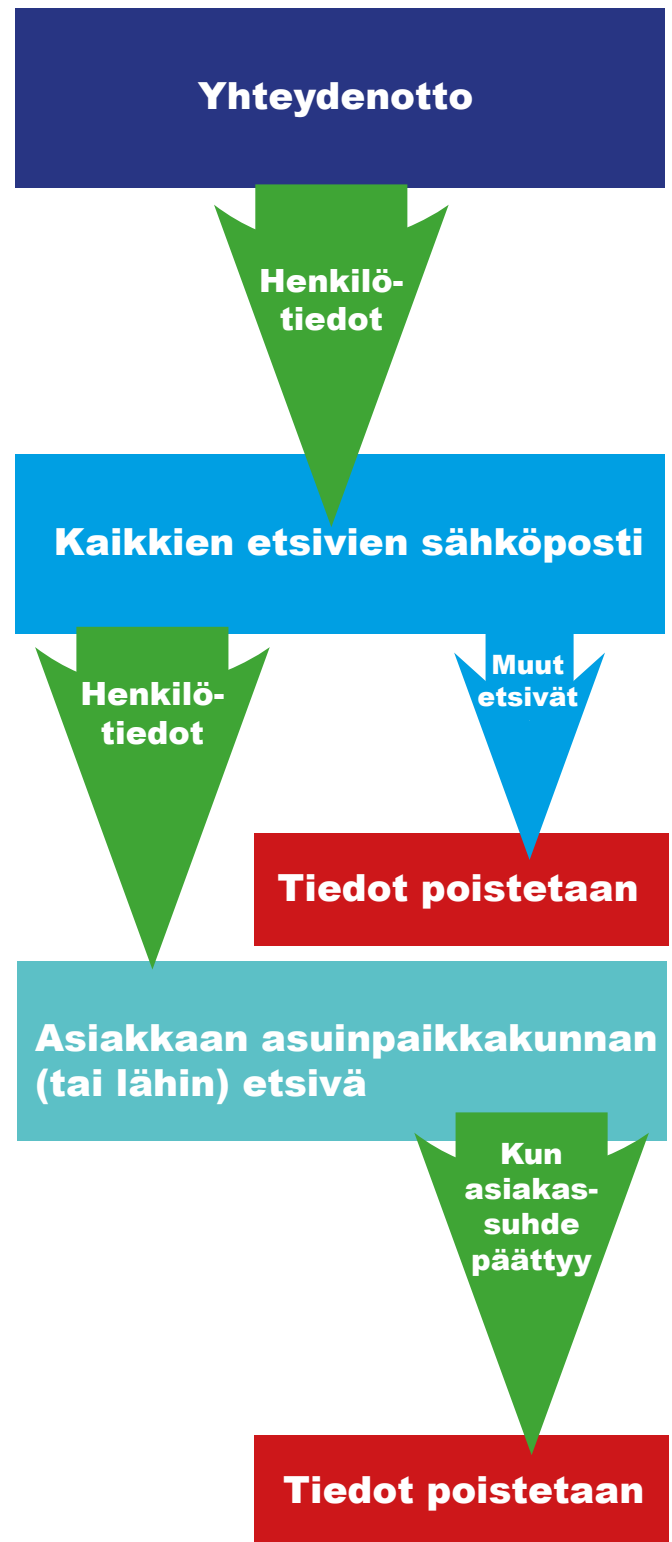 Yhteydenotto
Henkilö-
tiedot
Kaikkien etsivien sähköposti
Henkilö-
tiedot
Muut
etsivät
Tiedot poistetaan
Asiakkaan asuinpaikkakunnan
(tai lähin) etsivä
Kun
asiakas-
suhde
päättyy
Tiedot poistetaan